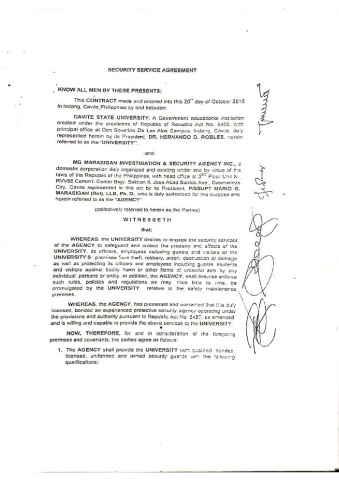 SECURITY SERVICE AGREEMENT
KNOW ALL MEN BY THESE PRESENTS:
This CONTRACT made and entered into this 20th day of October 2010
in Indang, Cavite, Philippines by and between:
CAVITE STATE UNIVERSITY, A Government educational institution
created under the provisions of Republic of Republic Act No. 8468, with
principal office at Don Severino De Las Alas Campus, Indang, Cavite, duly
represented herein by its President, DR. HERNANDO D. ROBLES, herein
referred to as the "UNIVERSITY".
-and-
MG MARASIGAN INVESTIGATION & SECURITY AGENCY INC., a
domestic corporation duly organized and existing under and by virtue of the
laws of the Republic of the Philippines, with head office at 3rd Floor Unit N.
Bldg. Salitran II, Jose Abad Santos Ave., Dasmarinas
City, Cavite represented in this act by its President, P/SSUPT MARIO G.
MARASIGAN (Ret), LLB, Ph. D, who is duly authorized for this purpose and
herein referred to as the "AGENCY"
(collectively referred to herein as the Parties)
WITNESSETH
that:
WHEREAS, the UNIVERSITY desires to engage the security services
of the AGENCY to safeguard and protect the property and effects of the
UNIVERSITY, its officers, employees including guests and visitors at the
UNIVERSITY'S premises from theft, robbery, arson, destruction or damage
as well as protecting its officers and employees including guests, students
and visitors against bodily harm or other forms of unlawful acts by any
individual, persons or entity. In addition, the AGENCY, shall likewise enforce
such rules, policies and regulations as may, from time to time, be
promulgated by the UNIVERSITY relative to the safety maintenance
premises.
WHEREAS, the AGENCY, has presented and warranted that it is duly
licensed, bonded an experienced protective security agency operating under
the provisions and authority pursuant to Republic Act No. 5487, as amended,
and is willing and capable to provide the above services to the UNIVERSITY.
NOW, THEREFORE, for and in consideration of the foregoing
premises and covenants, the parties agree as follows:
1. The AGENCY shall provide the UNIVERSITY with qualified, bonded,
licensed, uniformed and armed security guards with the following
qualifications;